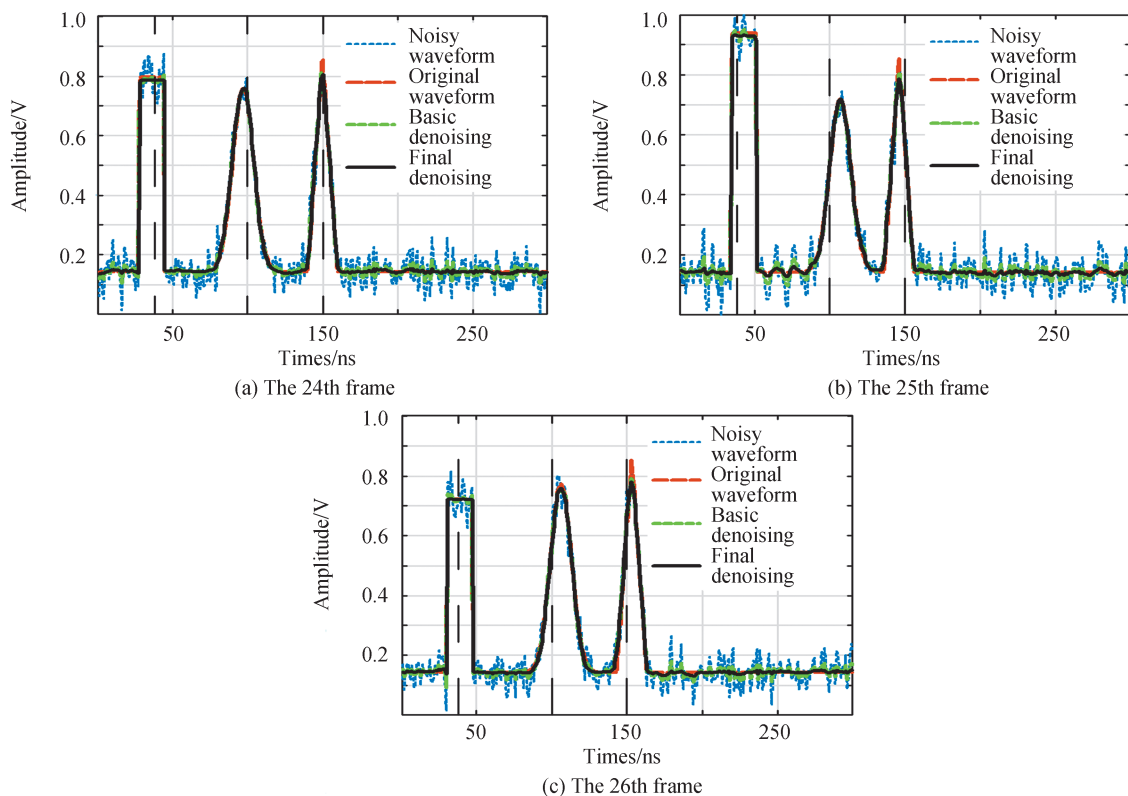 1.0
0.8
0.6
0.4
0.2
Amplitude/V
Noisy
waveform
Original
waveform
Basic
denoising
Final
denoising
50
150
250
Times/ns
(a) The 24th frame
1.0
0.8
0.6
0.4
0.2
Amplitude/V
Noisy
waveform
Original
waveform
Basic
denoising
Final
denoising
50
150
250
Times/ns
(b) The 25th frame
1.0
0.8
0.6
0.4
0.2
Amplitude/V
Noisy
waveform
Original
waveform
Basic
denoising
Final
denoising
50
150
250
Times/ns
(c) The 26th frame